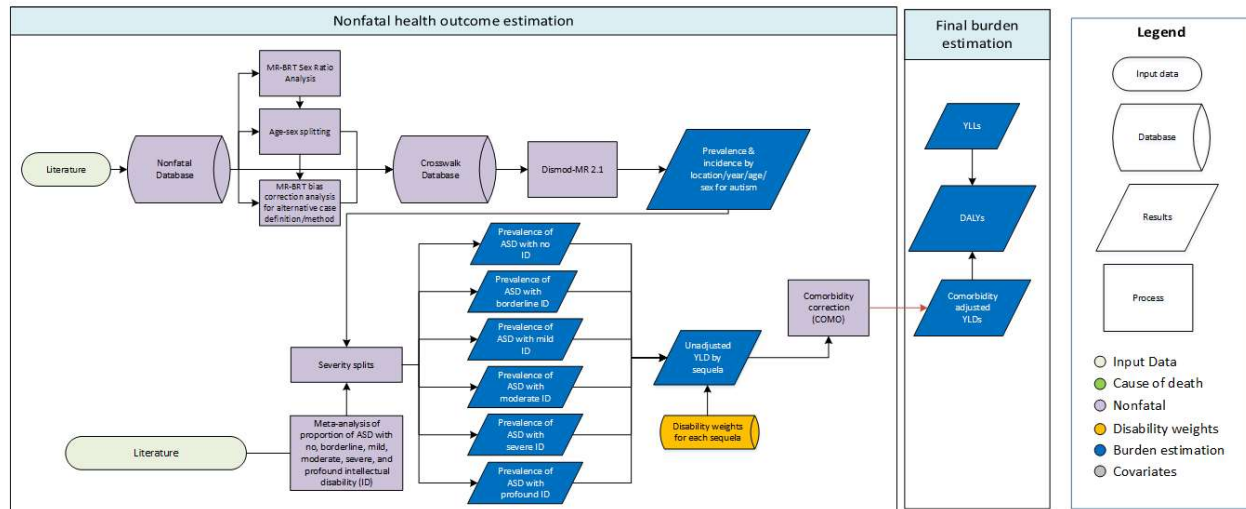 Nonfatal health outcome estimation
Final burden
estimation
Legend
MR-BRT Sex Ratio
Analysis
Age-sex splitting
MR-BRT bias
correction analysis
for alternative case
definition/method
Literature
Nonfatal
Database
Crosswalk
Database
Dismod-MR 2.1
Prevalence &
incidence by
location/year/age/
sex for autism
Prevalence of
ASD with no
ID
Prevalence of
ASD with
borderline ID
Prevalence of
ASD with mild
ID
Prevalence of
ASD with
moderate ID
Prevalence of
ASD with
severe ID
Prevalence of
ASD with
profound ID
Severity splits
Meta-analysis of
proportion of ASD with
no, borderline, mild,
moderate, severe, and
profound intellectual
disability (ID)
Literature
Unadjusted
YLD by
sequela
Disability weights
for each sequela
Comorbidity
correction
(COMO)
YLLs
DALYs
Comorbidity
adjusted
YLDs
Input data
Database
Results
Process
Input Data
Cause of death
Nonfatal
Disability weights
Burden estimation
Covariates